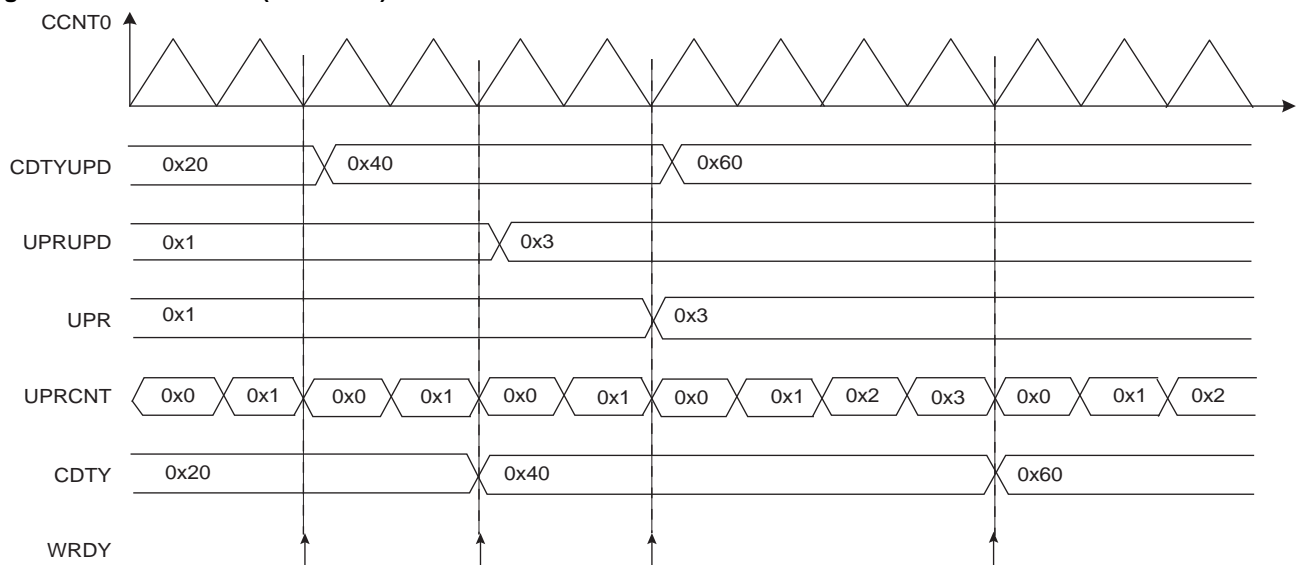 CCNT0
CDTYUPD 0x20 0x40 0x60
UPRUPD 0x1 0x3
UPR 0x1 0x3
UPRCNT 0x0 0x1 0x0 0x1 0x0 0x1 0x0 0x1 0x2 0x3 0x0 0x1 0x2
CDTY 0x20 0x40 0x60
WRDY